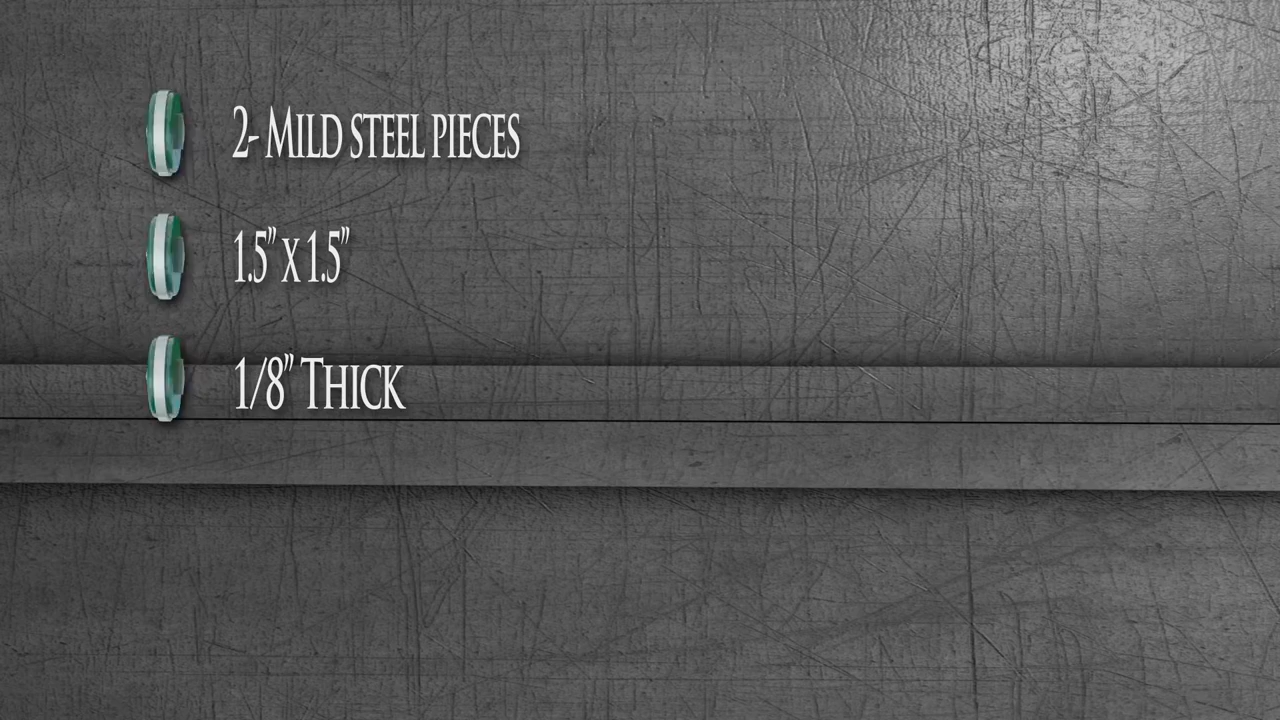 2- Mild steel pieces
1.5” x 1.5”
1/8” Thick